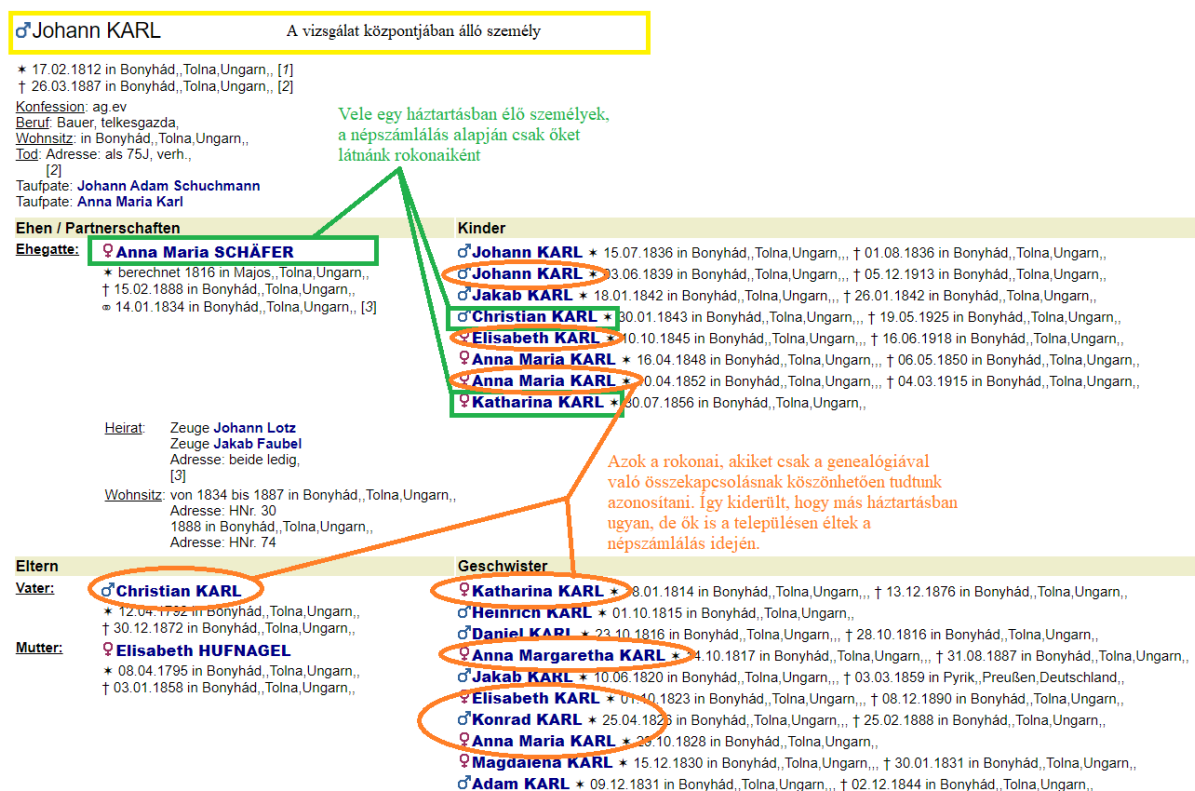 ♂Johann KARL A vizsgálat központjában álló személy
✶ 17.02.1812 in Bonyhád,,Tolna,Ungarn,, [1]
† 26.03.1887 in Bonyhád,,Tolna,Ungarn,, [2]
Konfession: ag.ev
Beruf: Bauer, telkesgazda,
Wohnsitz: in Bonyhád,,Tolna,Ungarn,,
Tod: Adresse: als 75J, verh.,
[2]
Taufpate: Johann Adam Schuchmann
Taufpate: Anna Maria Karl
Vele egy háztartásban élő személyek,
a népszámlálás alapján csak őket
látnánk rokonaiként
Ehen / Partnerschaften
Ehegatte: ♀Anna Maria SCHÄFER
✶ berechnet 1816 in Majos,,Tolna,Ungarn,,
† 15.02.1888 in Bonyhád,,Tolna,Ungarn,,
⚭ 14.01.1834 in Bonyhád,,Tolna,Ungarn,, [3]
Kinder
♂Johann KARL ✶ 15.07.1836 in Bonyhád,,Tolna,Ungarn,,, † 01.08.1836 in Bonyhád,,Tolna,Ungarn,,
♂Johann KARL ✶ 03.06.1839 in Bonyhád,,Tolna,Ungarn,,, † 05.12.1913 in Bonyhád,,Tolna,Ungarn,,
♂Jakab KARL ✶ 18.01.1842 in Bonyhád,,Tolna,Ungarn,,, † 26.01.1842 in Bonyhád,,Tolna,Ungarn,,
♂Christian KARL ✶ 30.01.1843 in Bonyhád,,Tolna,Ungarn,,, † 19.05.1925 in Bonyhád,,Tolna,Ungarn,,
♀Elisabeth KARL ✶ 10.10.1845 in Bonyhád,,Tolna,Ungarn,,, † 16.06.1918 in Bonyhád,,Tolna,Ungarn,,
♀Anna Maria KARL ✶ 16.04.1848 in Bonyhád,,Tolna,Ungarn,,, † 06.05.1850 in Bonyhád,,Tolna,Ungarn,,
♀Anna Maria KARL ✶ in Bonyhád,,Tolna,Ungarn,,, † 04.03.1915 in Bonyhád,,Tolna,Ungarn,,
♀Katharina KARL ✶ 30.07.1856 in Bonyhád,,Tolna,Ungarn,,
Heirat: Zeuge Johann Lotz
Zeuge Jakab Faubel
Adresse: beide ledig,
[3]
Wohnsitz: von 1834 bis 1887 in Bonyhád,,Tolna,Ungarn,,
Adresse: HNr. 30
1888 in Bonyhád,,Tolna,Ungarn,,
Adresse: HNr. 74
Azok a rokonai, akiket csak a genealógiával
való összekapcsolásnak köszönhetően tudtunk
azonosítani. Így kiderült, hogy más háztartásban
ugyan, de ők is a településen éltek a
népszámlálás idején.
Eltern
Vater: ♂Christian KARL
✶ 12.04.1792 in Bonyhád,,Tolna,Ungarn,,
† 30.12.1872 in Bonyhád,,Tolna,Ungarn,,
Mutter: ♀Elisabeth HUFNAGEL
✶ 08.04.1795 in Bonyhád,,Tolna,Ungarn,,
† 03.01.1858 in Bonyhád,,Tolna,Ungarn,,
Geschwister
♀Katharina KARL ✶ in Bonyhád,,Tolna,Ungarn,,, † 13.12.1876 in Bonyhád,,Tolna,Ungarn,,
♂Heinrich KARL ✶ 01.10.1815 in Bonyhád,,Tolna,Ungarn,,
♂Daniel KARL ✶ 23.10.1816 in Bonyhád,,Tolna,Ungarn,,, † 28.10.1816 in Bonyhád,,Tolna,Ungarn,,
♀Anna Margaretha KARL ✶ in Bonyhád,,Tolna,Ungarn,,, † 31.08.1887 in Bonyhád,,Tolna,Ungarn,,
♂Jakab KARL ✶ 10.06.1820 in Bonyhád,,Tolna,Ungarn,,, † 03.03.1859 in Pyrik,,Preußen,Deutschland,,
♀Elisabeth KARL ✶ 01.10.1823 in Bonyhád,,Tolna,Ungarn,,, † 08.12.1890 in Bonyhád,,Tolna,Ungarn,,
♂Konrad KARL ✶ 25.04.1826 in Bonyhád,,Tolna,Ungarn,,, † 25.02.1888 in Bonyhád,,Tolna,Ungarn,,
♀Anna Maria KARL ✶ in Bonyhád,,Tolna,Ungarn,,
♀Magdalena KARL ✶ 15.12.1830 in Bonyhád,,Tolna,Ungarn,,, † 30.01.1831 in Bonyhád,,Tolna,Ungarn,,
♂Adam KARL ✶ 09.12.1831 in Bonyhád,,Tolna,Ungarn,,, † 02.12.1844 in Bonyhád,,Tolna,Ungarn,,